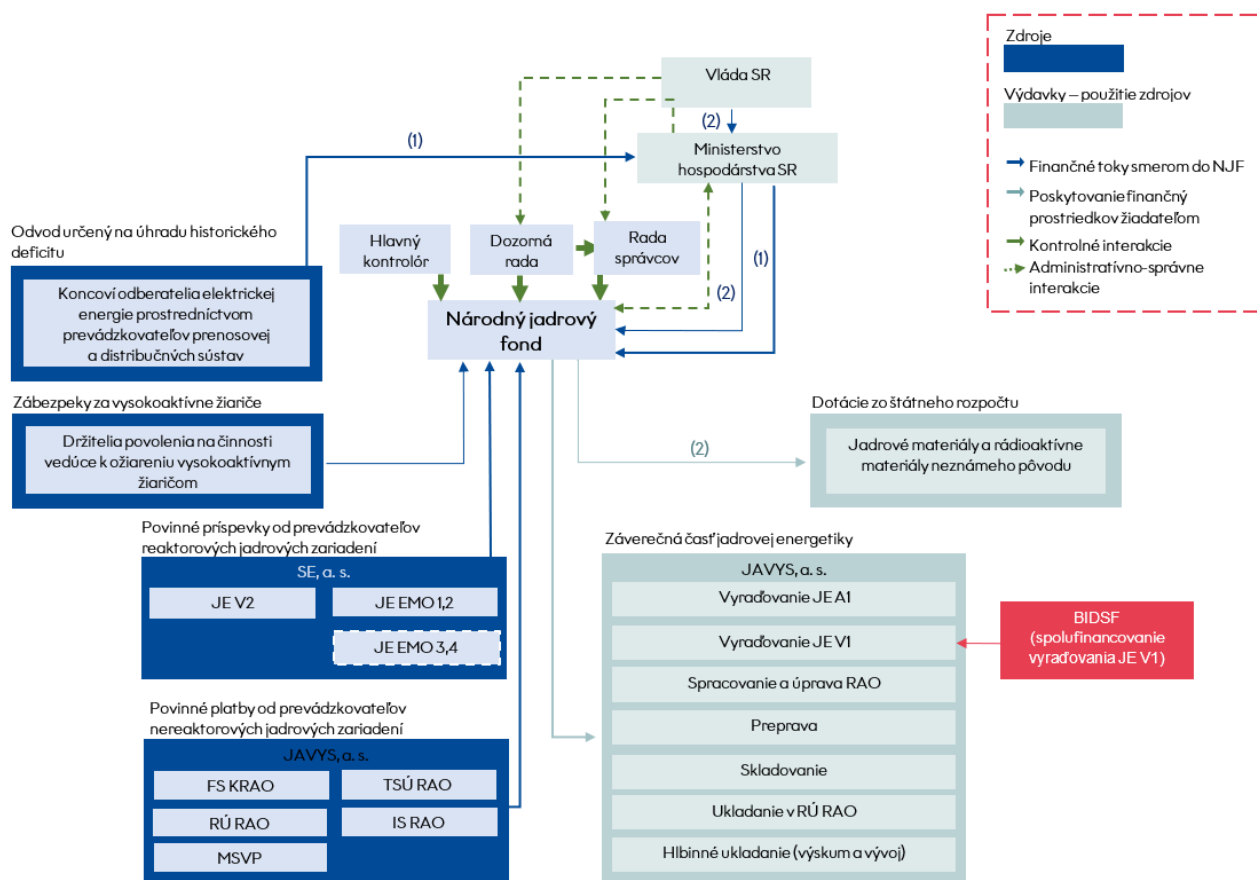 Zdroje
Výdavky – použitie zdrojov
Finančné toky smerom do NJF
Poskytovanie finančný
prostriedkov žiadateľom
Kontrolné interakcie
Administratívno-správne
interakcie
Vláda SR
(2)
(1)
Ministerstvo
hospodárstva SR
Odvod určený na úhradu historického
deficitu
Koncoví odberatelia elektrickej
energie prostredníctvom
prevádzkovateľov prenosovej
a distribučných sústav
Hlavný
kontrolór
Dozorná
rada
Rada
správcov
(1)
(2)
Národný jadrový
fond
Zábezpeky za vysokoaktívne žiariče
Držitelia povolenia na činnosti
vedúce k ožiareniu vysokoaktívnym
žiaričom
Dotácie zo štátneho rozpočtu
(2)
Jadrové materiály a rádioaktívne
materiály neznámeho pôvodu
Povinné príspevky od prevádzkovateľov
reaktorových jadrových zariadení
SE, a. s.
JE V2
JE EMO 1,2
JE EMO 3,4
Povinné platby od prevádzkovateľov
nereaktorových jadrových zariadení
JAVYS, a. s.
FS KRAO
TSÚ RAO
RÚ RAO
IS RAO
MSVP
Záverečná časť jadrovej energetiky
JAVYS, a. s.
Vyraďovanie JE A1
Vyraďovanie JE V1
Spracovanie a úprava RAO
Preprava
Skladovanie
Ukladanie v RÚ RAO
Hlbinné ukladanie (výskum a vývoj)
BIDSF
(spolufinancovanie
vyraďovania JE V1)